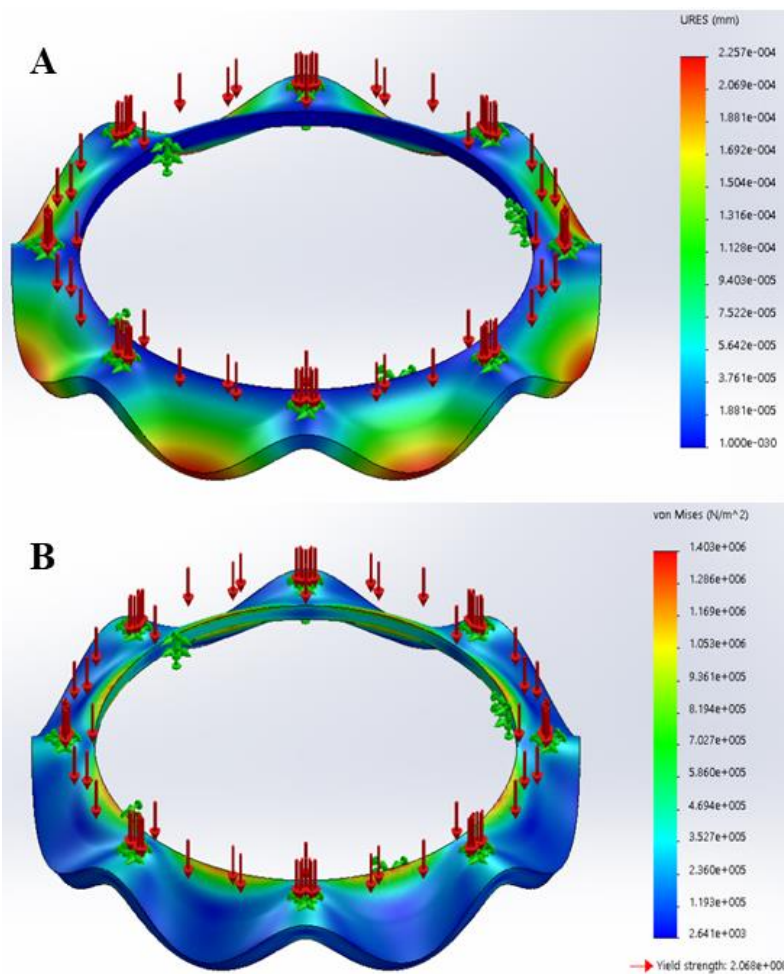 A
URES (mm)
2.257e-004
2.069e-004
1.881e-004
1.692e-004
1.504e-004
1.316e-004
1.128e-004
9.403e-005
7.522e-005
5.642e-005
3.761e-005
1.881e-005
1.000e-030
B
von Mises (N/m^2)
1.403e+006
1.286e+006
1.169e+006
1.053e+006
9.361e+005
8.194e+005
7.027e+005
5.860e+005
4.694e+005
3.527e+005
2.360e+005
1.193e+005
2.641e+003
Yield strength: 2.068e+00